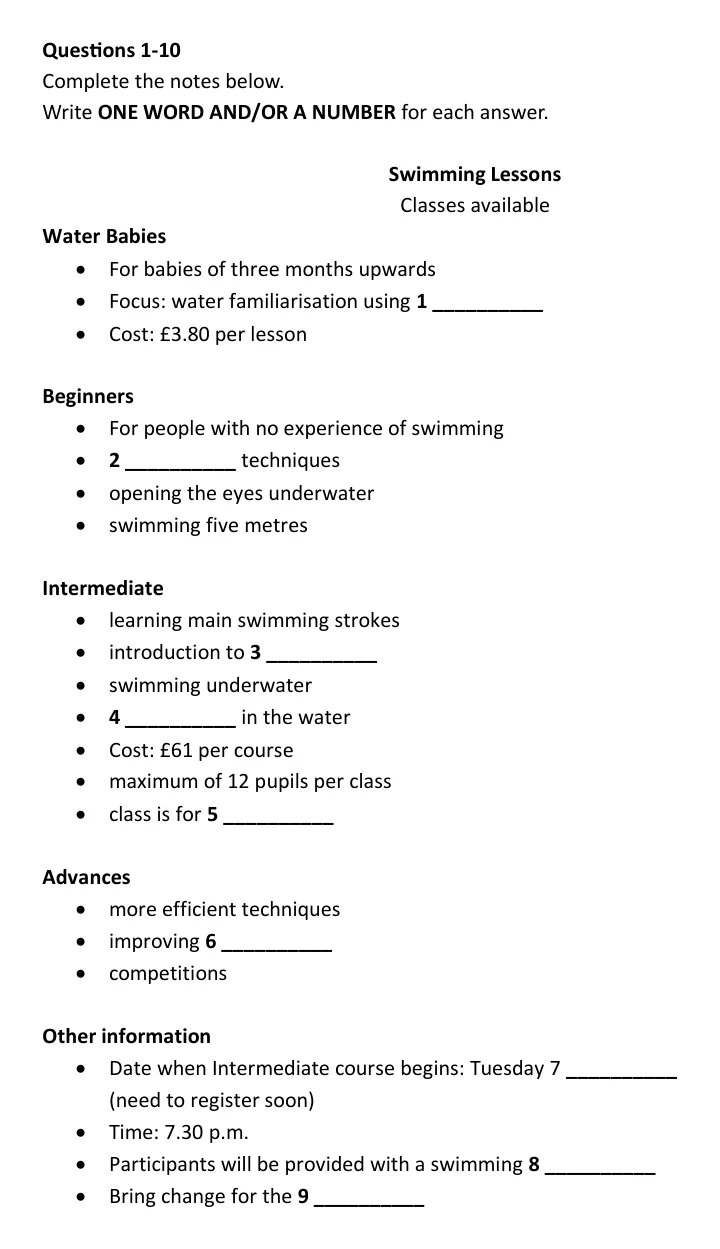 Questions 1-10
Complete the notes below.
Write ONE WORD AND/OR A NUMBER for each answer.
Swimming Lessons
Classes available
Water Babies
• For babies of three months upwards
• Focus: water familiarisation using 1 __________
• Cost: £3.80 per lesson
Beginners
• For people with no experience of swimming
• 2 __________ techniques
• opening the eyes underwater
• swimming five metres
Intermediate
• learning main swimming strokes
• introduction to 3 __________
• swimming underwater
• 4 __________ in the water
• Cost: £61 per course
• maximum of 12 pupils per class
• class is for 5 __________
Advances
• more efficient techniques
• improving 6 __________
• competitions
Other information
• Date when Intermediate course begins: Tuesday 7 __________
(need to register soon)
• Time: 7.30 p.m.
• Participants will be provided with a swimming 8 __________
• Bring change for the 9 __________